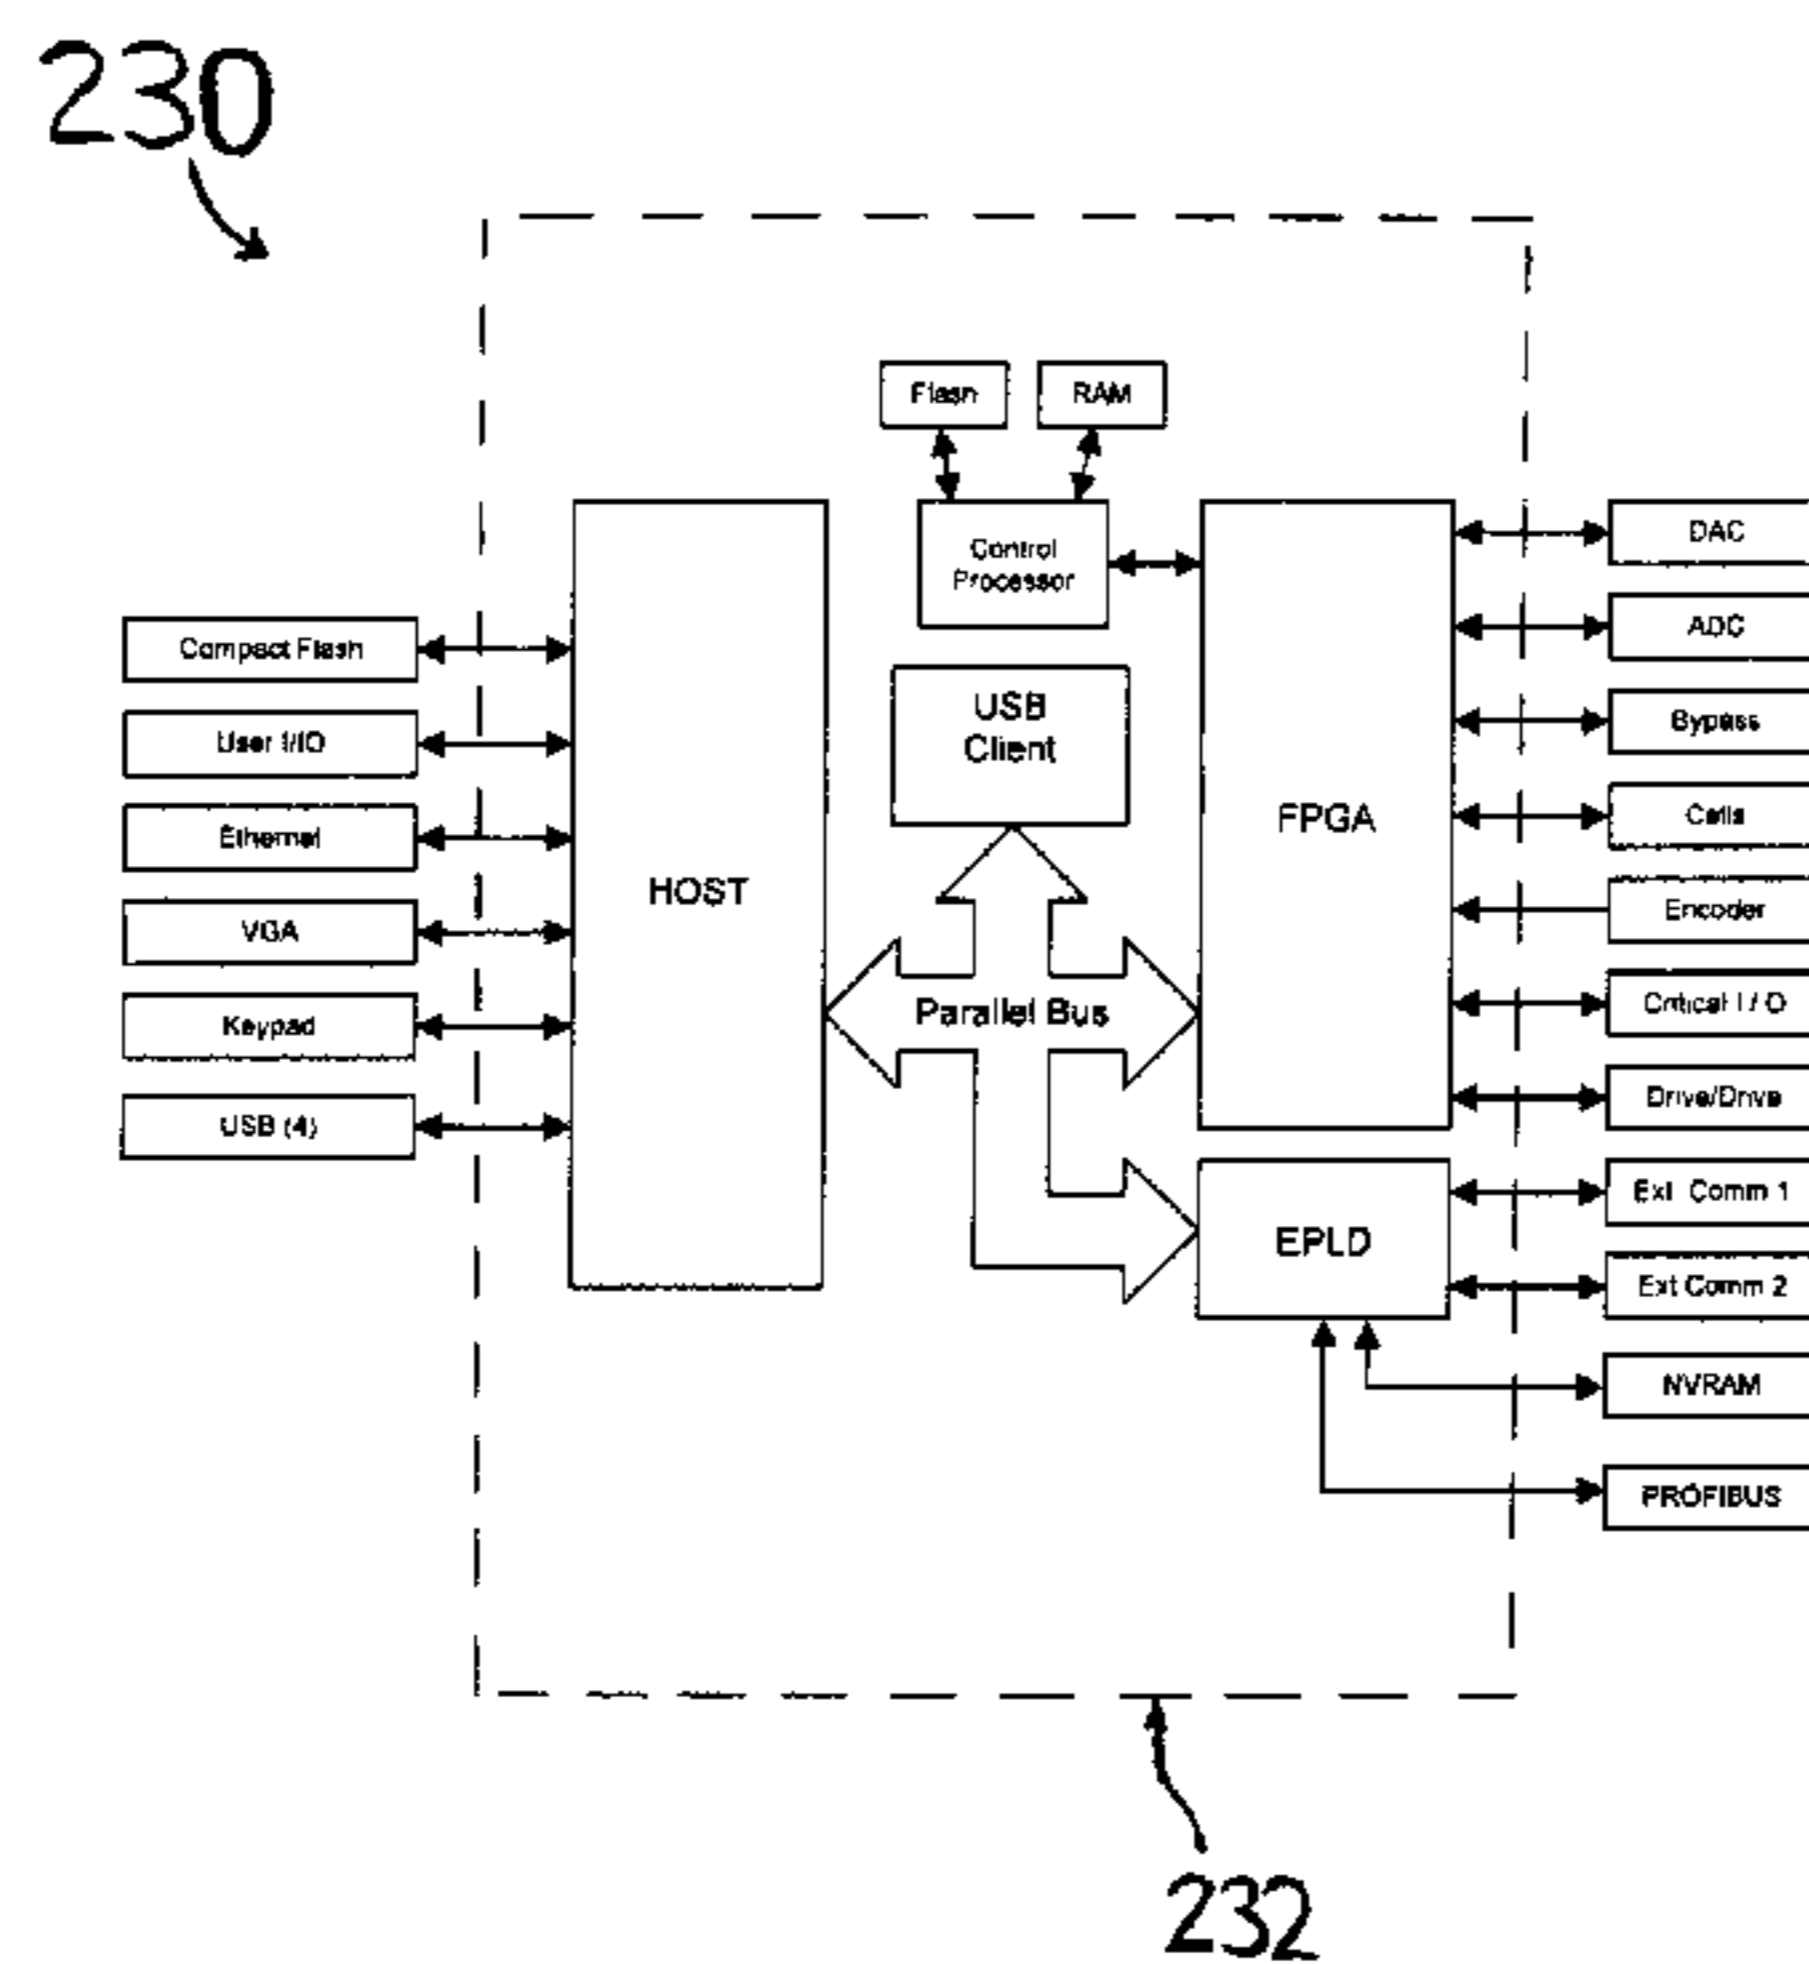 230
Flash
RAM
Control
Processor
DAC
ADC
Compact Flash
USB
Client
Bypass
User I/IO
FPGA
Cells
Ethernet
HOST
Encoder
VGA
Parallel Bus
Critical I / O
Keypad
Drive/Drive
USB (4)
Ext Comm 1
EPLD
Ext Comm 2
NVRAM
PROFIBUS
232